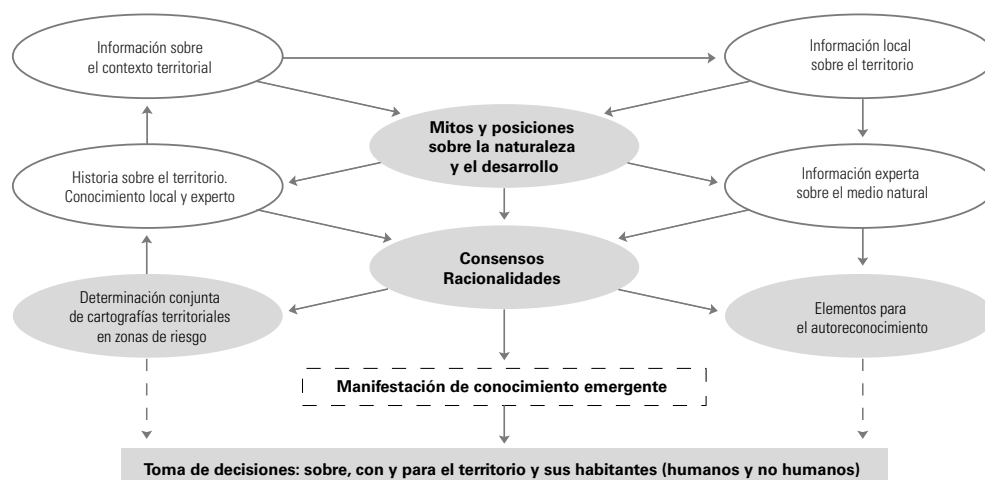 Información sobre
el contexto territorial
Información local
sobre el territorio
Mitos y posiciones
sobre la naturaleza
y el desarrollo
Historia sobre el territorio.
Conocimiento local y experto
Información experta
sobre el medio natural
Consensos
Racionalidades
Determinación conjunta
de cartografías territoriales
en zonas de riesgo
Elementos para
el autoreconocimiento
Manifestación de conocimiento emergente
Toma de decisiones: sobre, con y para el territorio y sus habitantes (humanos y no humanos)